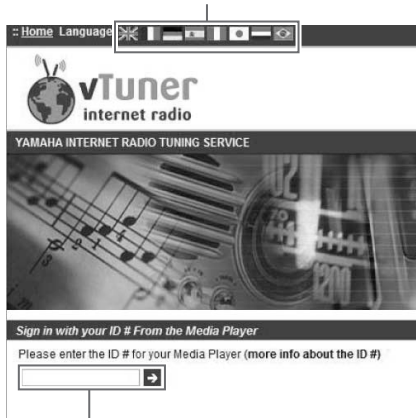 :: Home Language
vTuner
internet radio
YAMAHA INTERNET RADIO TUNING SERVICE
Sign in with your ID # From the Media Player
Please enter the ID # for your Media Player (more info about the ID #)